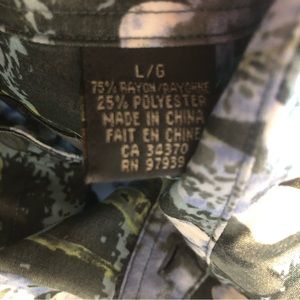 L/G
75% RAYON/RAYONNE
25% POLYESTER
MADE IN CHINA
FAIT EN CHINE
CA 34370
RN 97939